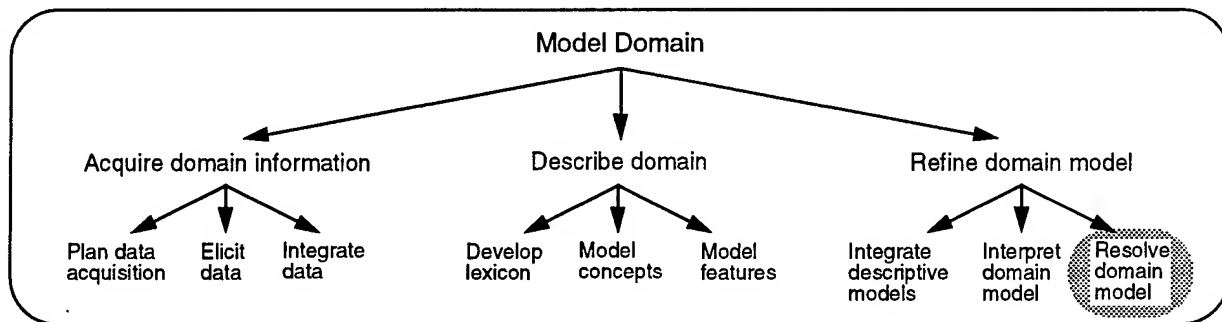 Model Domain
Acquire domain information
Describe domain
Refine domain model
Plan data
acquisition
Elicit
data
Integrate
data
Develop
lexicon
Model
concepts
Model
features
Integrate
descriptive
models
Interpret
domain
model
Resolve
domain
model